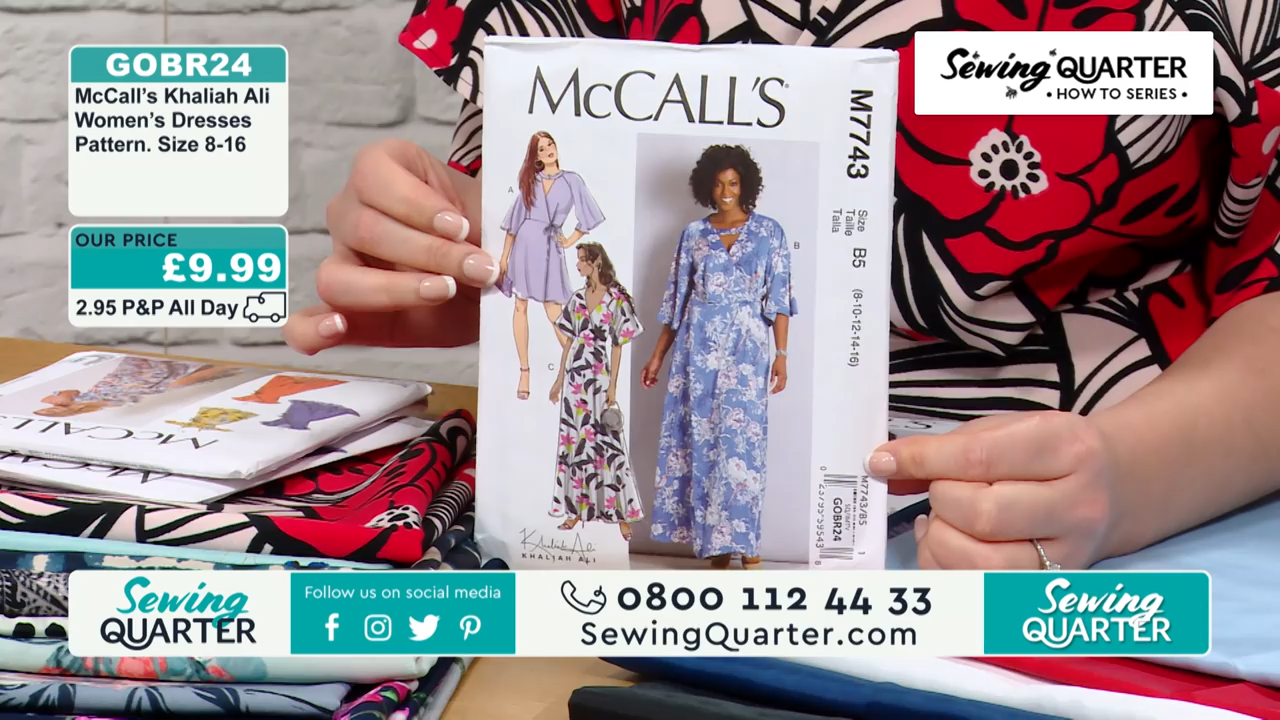 GOBR24
McCall's Khaliah Ali
Women's Dresses
Pattern. Size 8-16
OUR PRICE
£9.99
2.95 P&P All Day
Sewing QUARTER
• HOW TO SERIES •
McCALL'S
M7743
Size
Taille
Talla
B5
(8-10-12-14-16)
A
B
C
KHALIAH ALI
M7743/B5
GOBR24
McCALL'S
Sewing
QUARTER
Follow us on social media
0800 112 44 33
SewingQuarter.com
Sewing
QUARTER